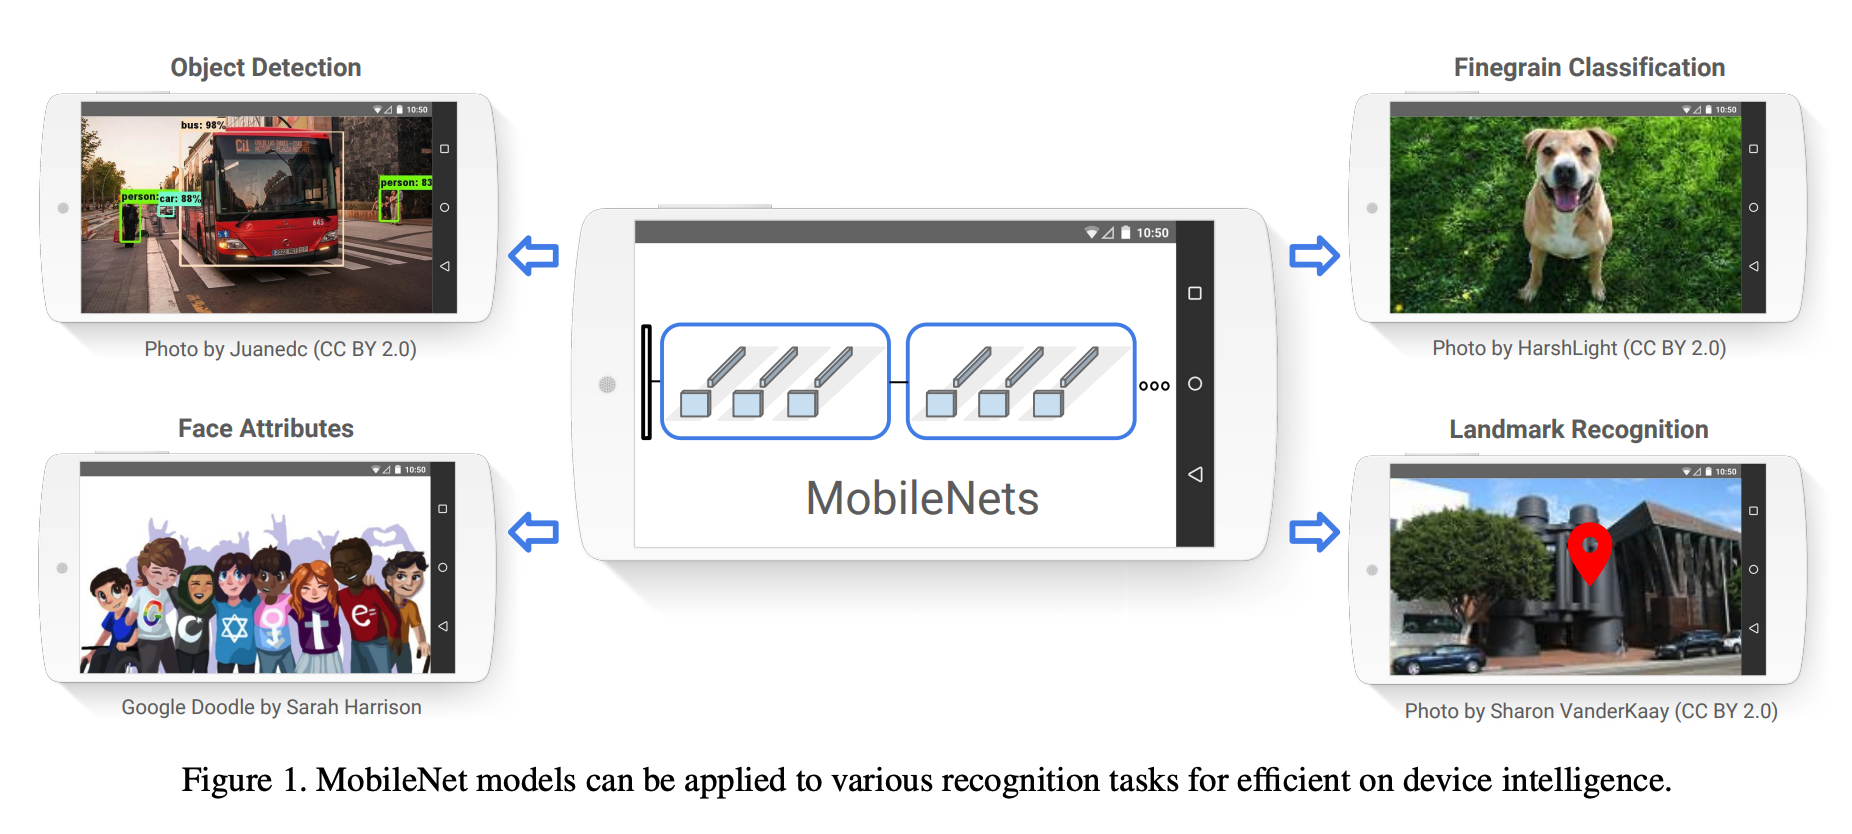 Object Detection
10:50
bus: 98%
Ci1
person:
car: 88%
person: 83
645
Photo by Juanedc (CC BY 2.0)
Face Attributes
10:50
G
e=
Google Doodle by Sarah Harrison
10:50
MobileNets
Finegrain Classification
10:50
Photo by HarshLight (CC BY 2.0)
Landmark Recognition
10:50
Photo by Sharon VanderKaay (CC BY 2.0)
Figure 1. MobileNet models can be applied to various recognition tasks for efficient on device intelligence.